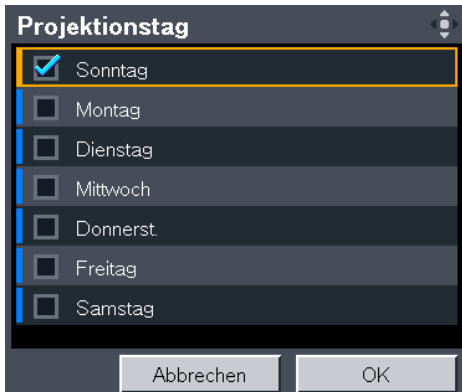 Projektionstag
Sonntag
Montag
Dienstag
Mittwoch
Donnerst.
Freitag
Samstag
Abbrechen
OK